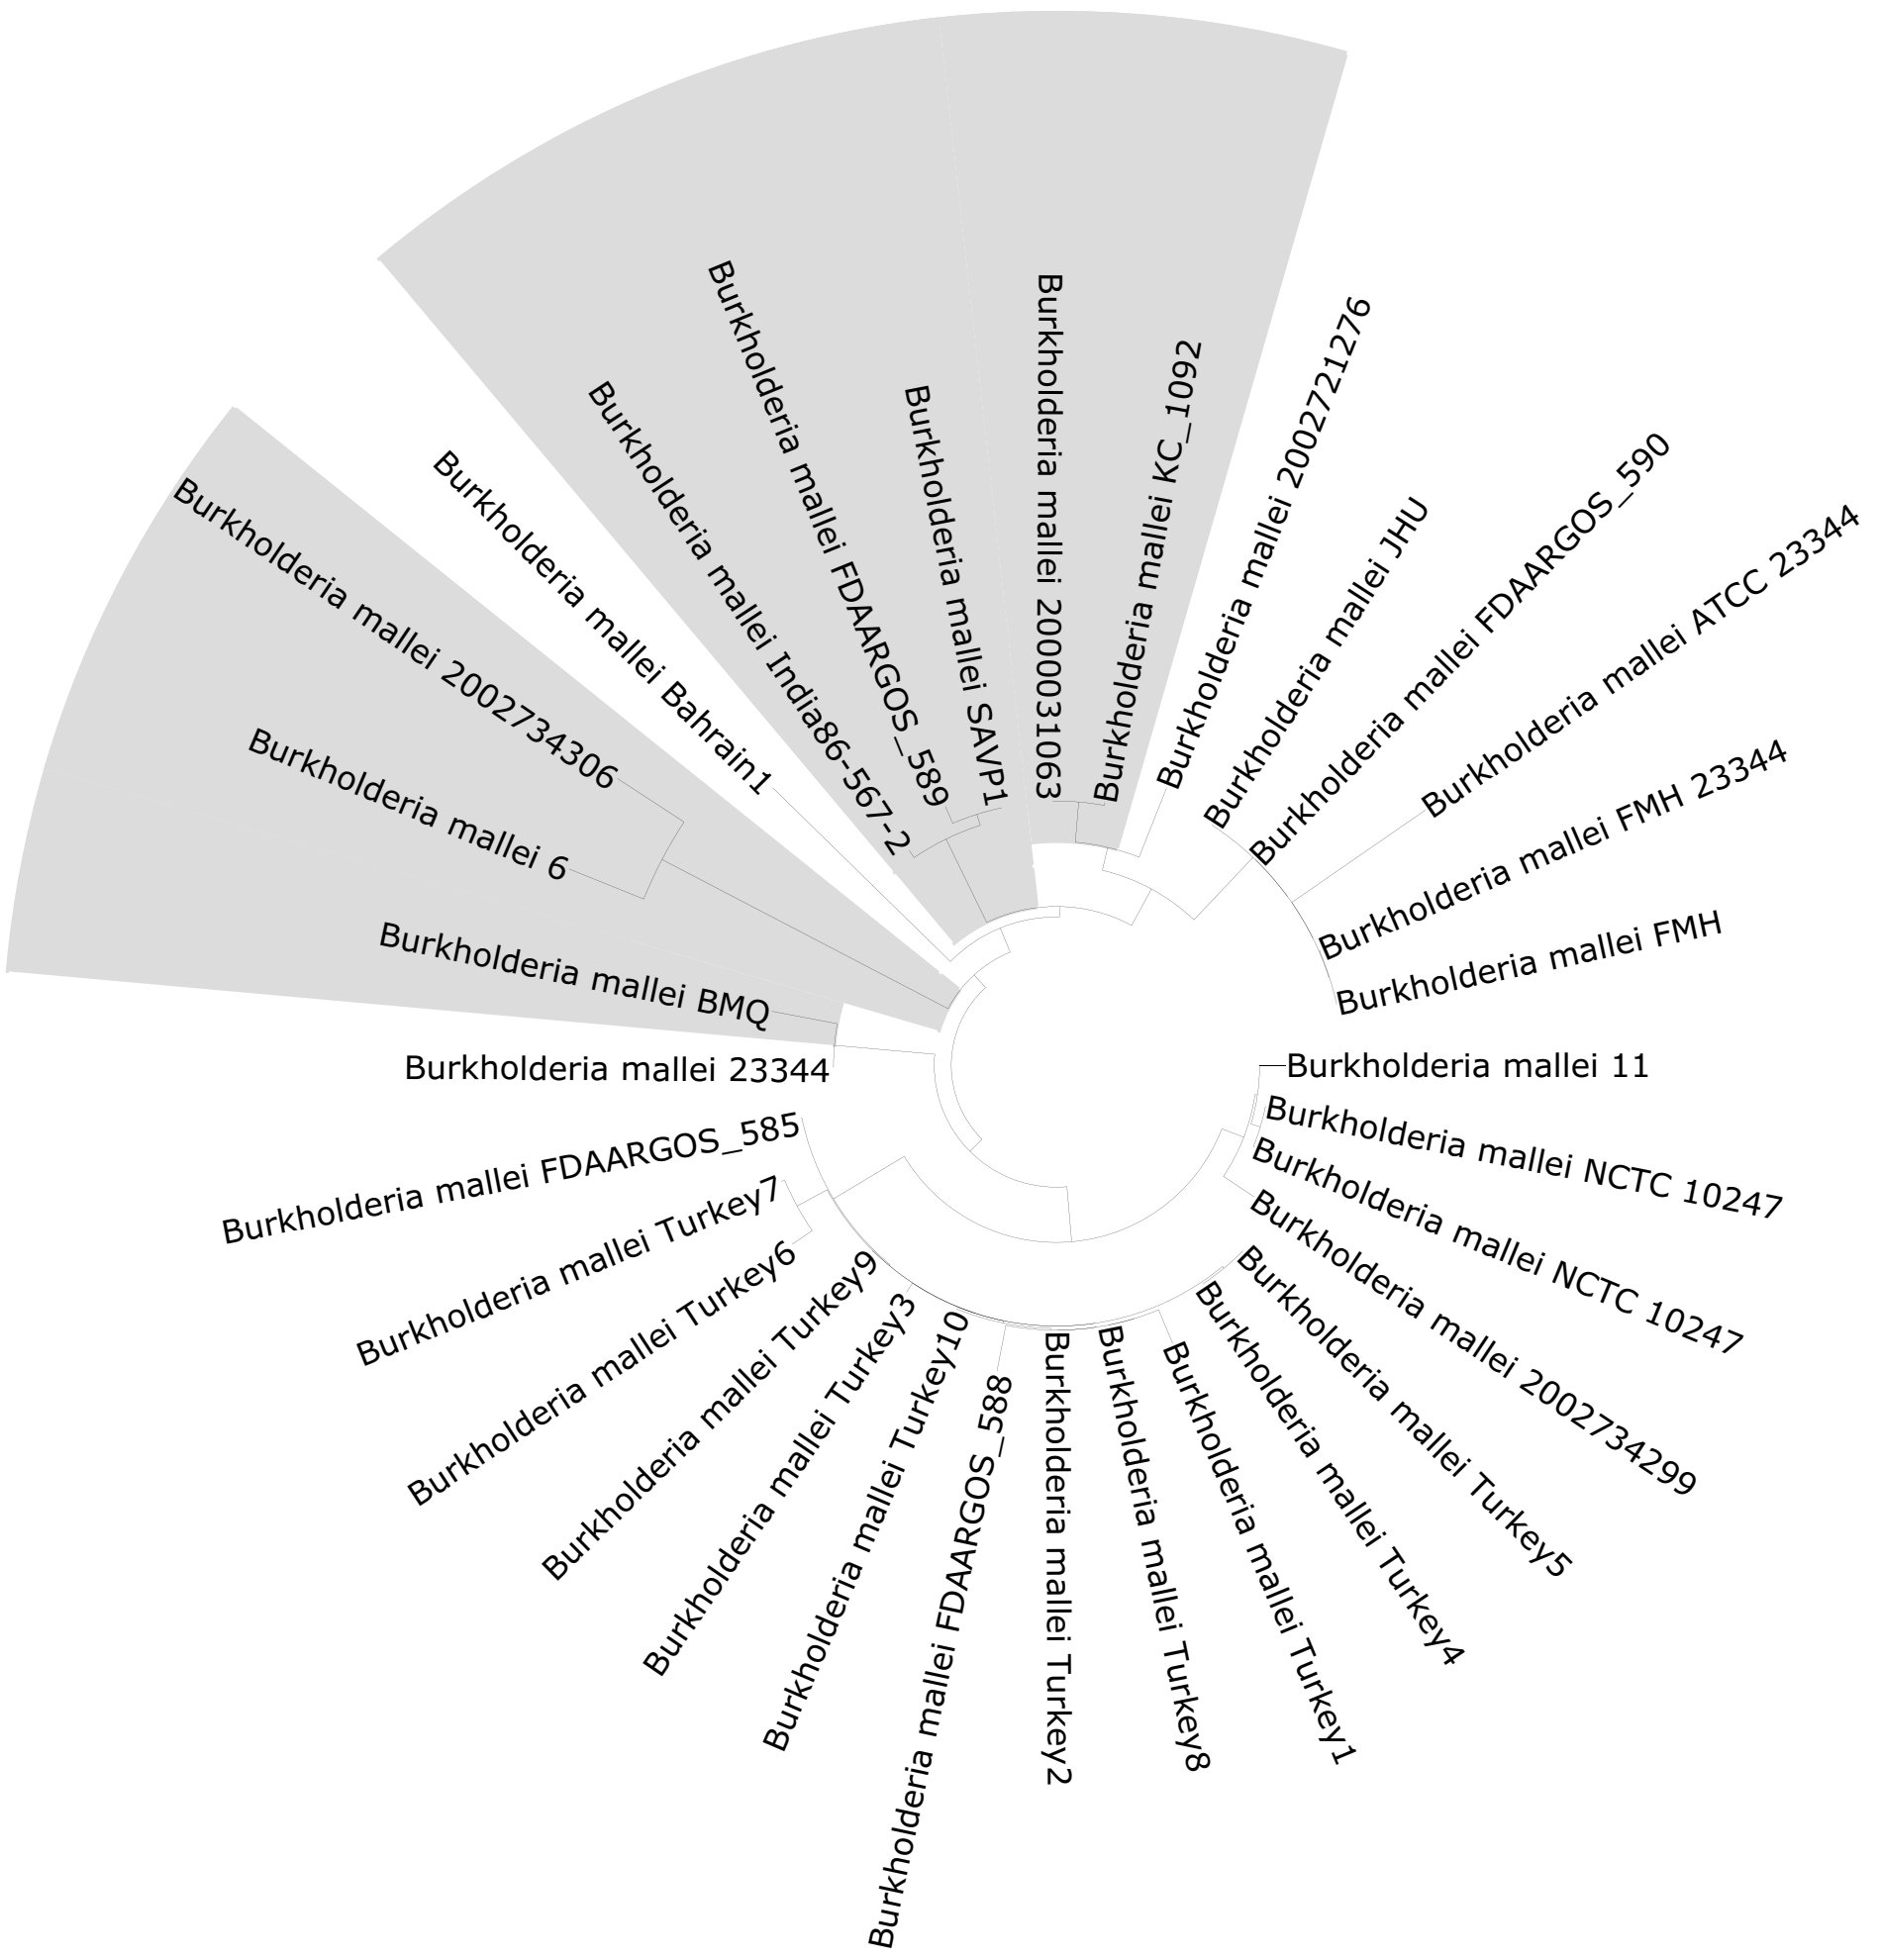 Burkholderia mallei 2000031063
Burkholderia mallei KC_1092
Burkholderia mallei 2002721276
Burkholderia mallei JHU
Burkholderia mallei FDAARGOS_590
Burkholderia mallei ATCC 23344
Burkholderia mallei FMH 23344
Burkholderia mallei FMH
Burkholderia mallei 11
Burkholderia mallei NCTC 10247
Burkholderia mallei NCTC 10247
Burkholderia mallei 2002734299
Burkholderia mallei Turkey5
Burkholderia mallei Turkey4
Burkholderia mallei Turkey1
Burkholderia mallei Turkey8
Burkholderia mallei Turkey2
Burkholderia mallei FDAARGOS_588
Burkholderia mallei Turkey10
Burkholderia mallei Turkey3
Burkholderia mallei Turkey9
Burkholderia mallei Turkey6
Burkholderia mallei Turkey7
Burkholderia mallei FDAARGOS_585
Burkholderia mallei 23344
Burkholderia mallei BMQ
Burkholderia mallei 6
Burkholderia mallei 2002734306
Burkholderia mallei Bahrain1
Burkholderia mallei India86-567-2
Burkholderia mallei FDAARGOS_589
Burkholderia mallei SAVP1